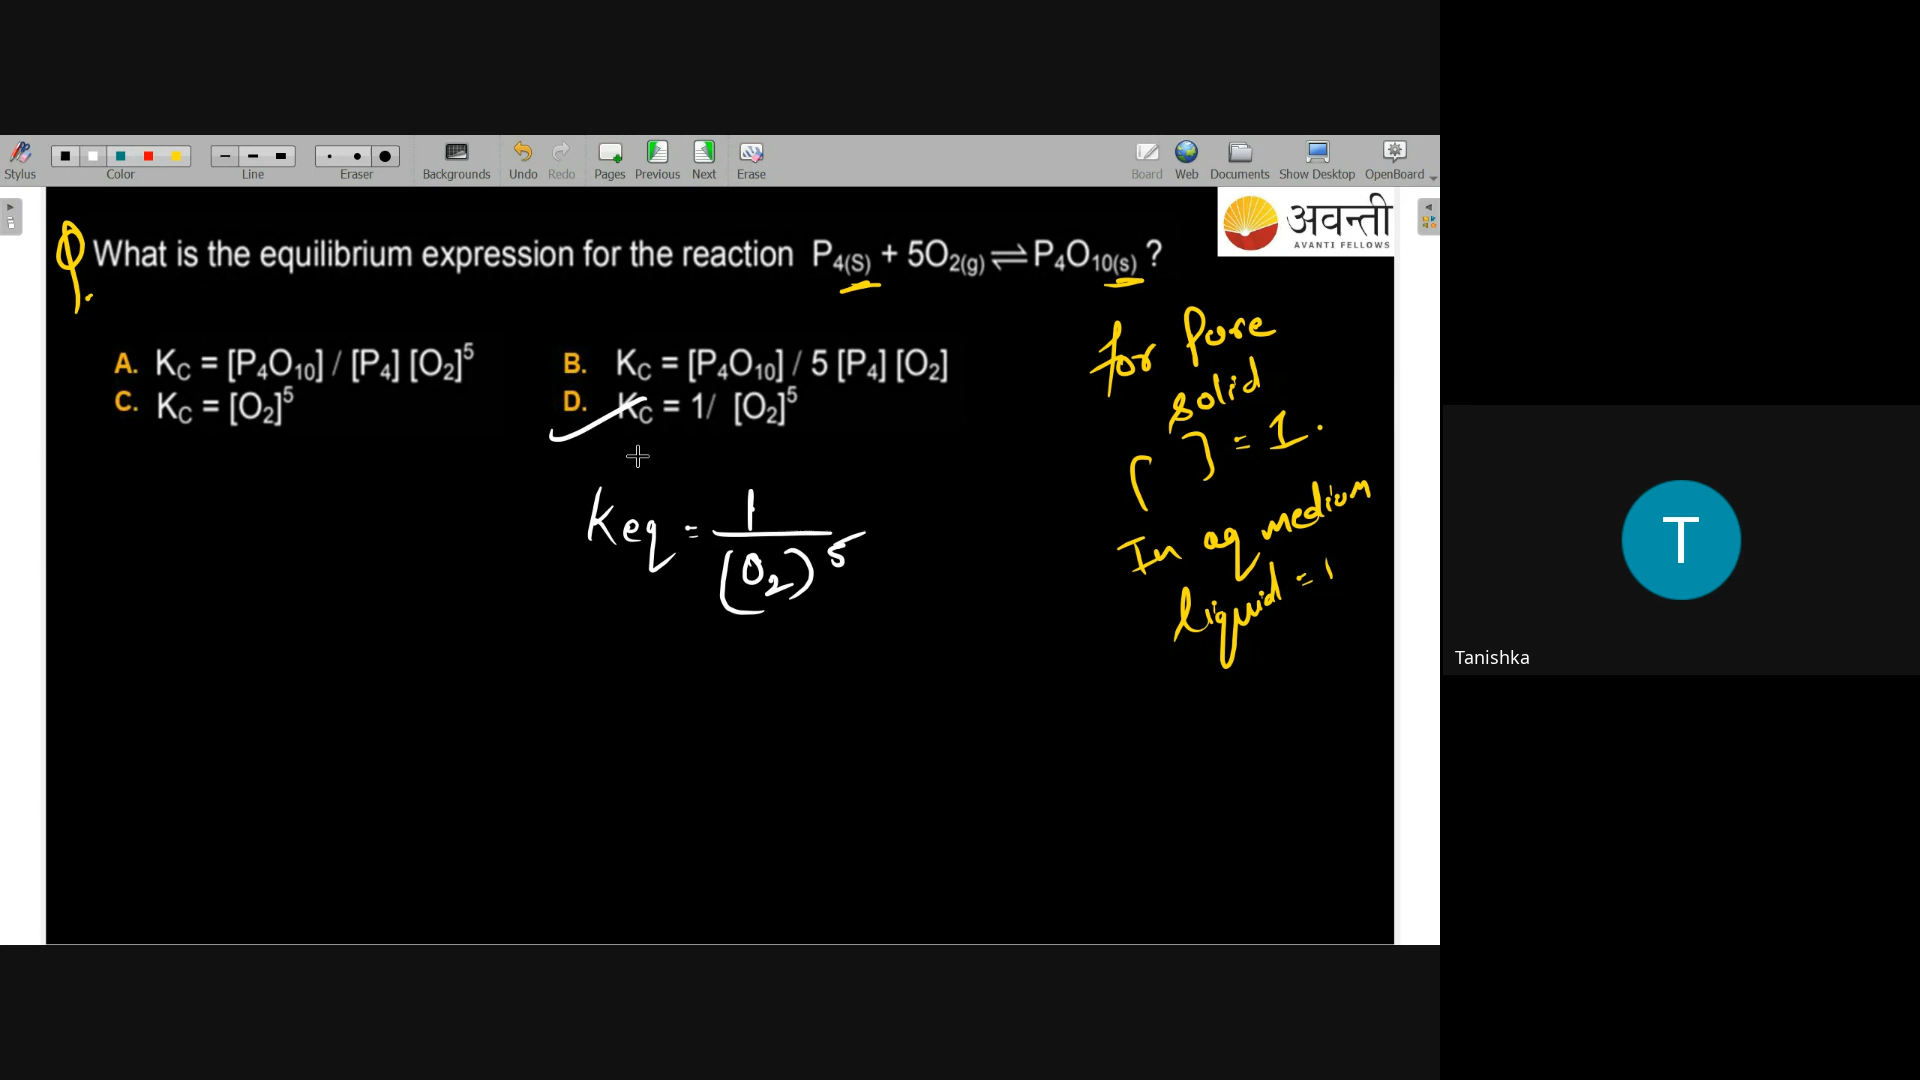 Stylus Color Line Eraser Backgrounds Undo Redo Pages Previous Next Erase Board Web Documents Show Desktop OpenBoard
अवन्ती
AVANTI FELLOWS
Q. What is the equilibrium expression for the reaction P4(S) + 5O2(g) ⇌ P4O10(s) ?
A. KC = [P4O10] / [P4] [O2]^5
B. KC = [P4O10] / 5 [P4] [O2]
C. KC = [O2]^5
D. KC = 1/ [O2]^5
Keq = 1/(O2)^5
for Pure
solid
[ ] = 1.
In aq medium
liquid = 1
T
Tanishka